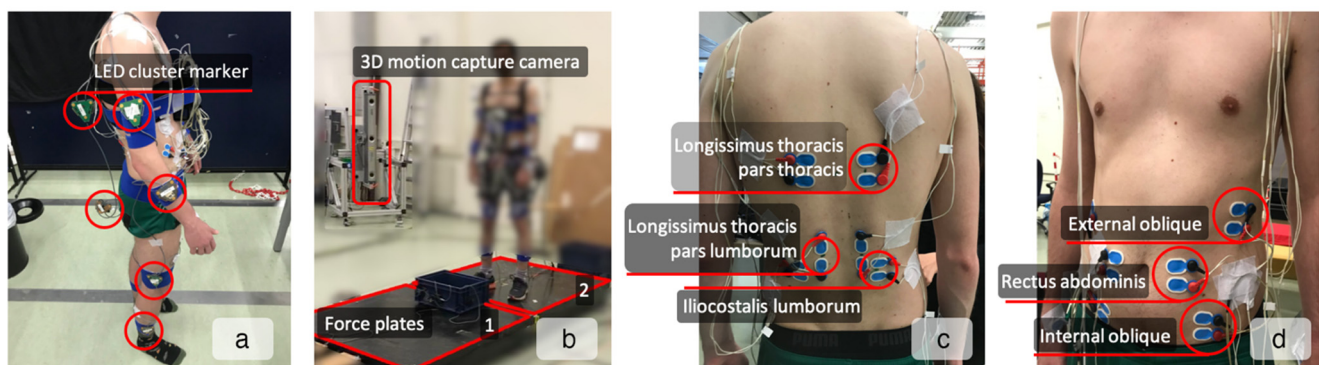 LED cluster marker
a
3D motion capture camera
Force plates
1
2
b
Longissimus thoracis
pars thoracis
Longissimus thoracis
pars lumborum
Iliocostalis lumborum
PUMA
c
External oblique
Rectus abdominis
Internal oblique
d